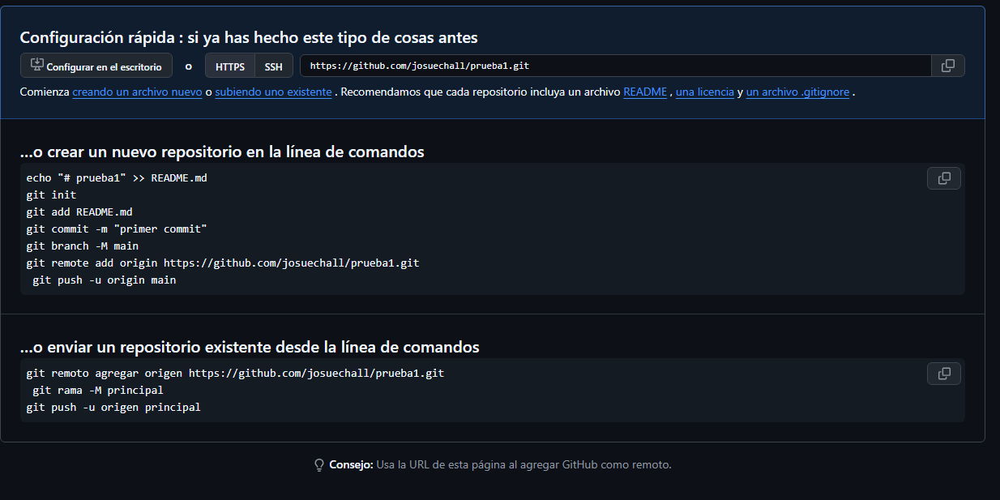 Configuración rápida : si ya has hecho este tipo de cosas antes
Configurar en el escritorio o HTTPS SSH https://github.com/josuechall/prueba1.git
Comienza creando un archivo nuevo o subiendo uno existente . Recomendamos que cada repositorio incluya un archivo README , una licencia y un archivo .gitignore .
...o crear un nuevo repositorio en la línea de comandos
echo "# prueba1" >> README.md
git init
git add README.md
git commit -m "primer commit"
git branch -M main
git remote add origin https://github.com/josuechall/prueba1.git
git push -u origin main
...o enviar un repositorio existente desde la línea de comandos
git remoto agregar origen https://github.com/josuechall/prueba1.git
git rama -M principal
git push -u origen principal
Consejo: Usa la URL de esta página al agregar GitHub como remoto.